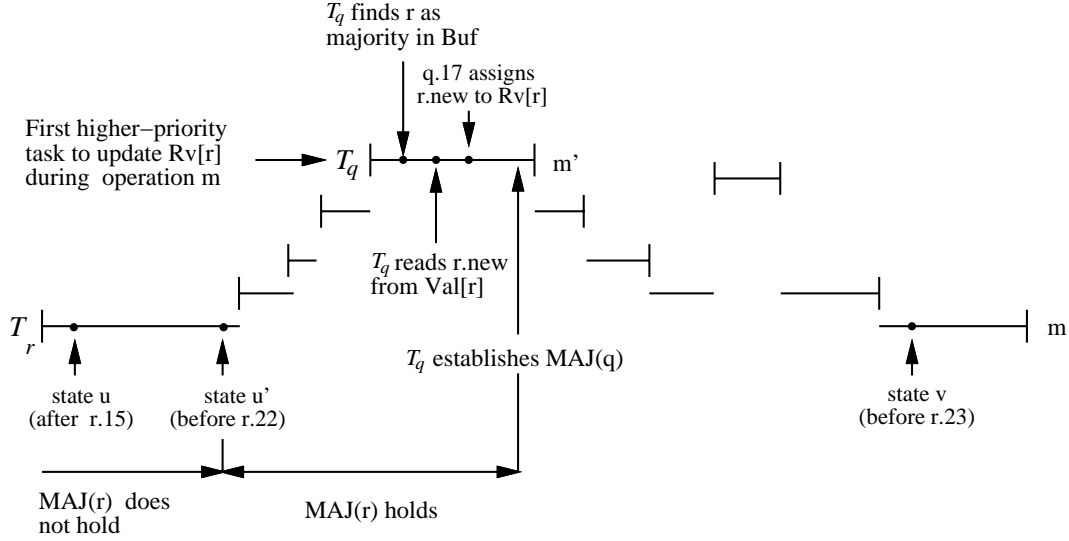 T_q finds r as
majority in Buf
q.17 assigns
r.new to Rv[r]
First higher−priority
task to update Rv[r]
during operation m
T_q
m’
T_q reads r.new
from Val[r]
T_r
m
T_q establishes MAJ(q)
state u
(after r.15)
state u’
(before r.22)
state v
(before r.23)
MAJ(r) does
not hold
MAJ(r) holds